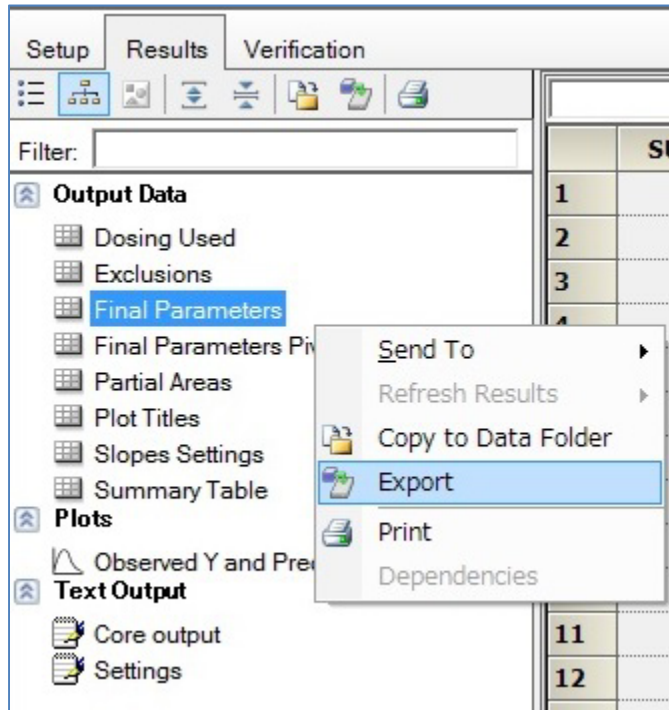 Setup Results Verification
Filter:
SU
Output Data
1
Dosing Used
2
Exclusions
3
Final Parameters
4
Final Parameters Piv
Send To
Partial Areas
Refresh Results
Plot Titles
Copy to Data Folder
Slopes Settings
Export
Summary Table
Plots
Print
Observed Y and Pred
Dependencies
Text Output
Core output
11
Settings
12